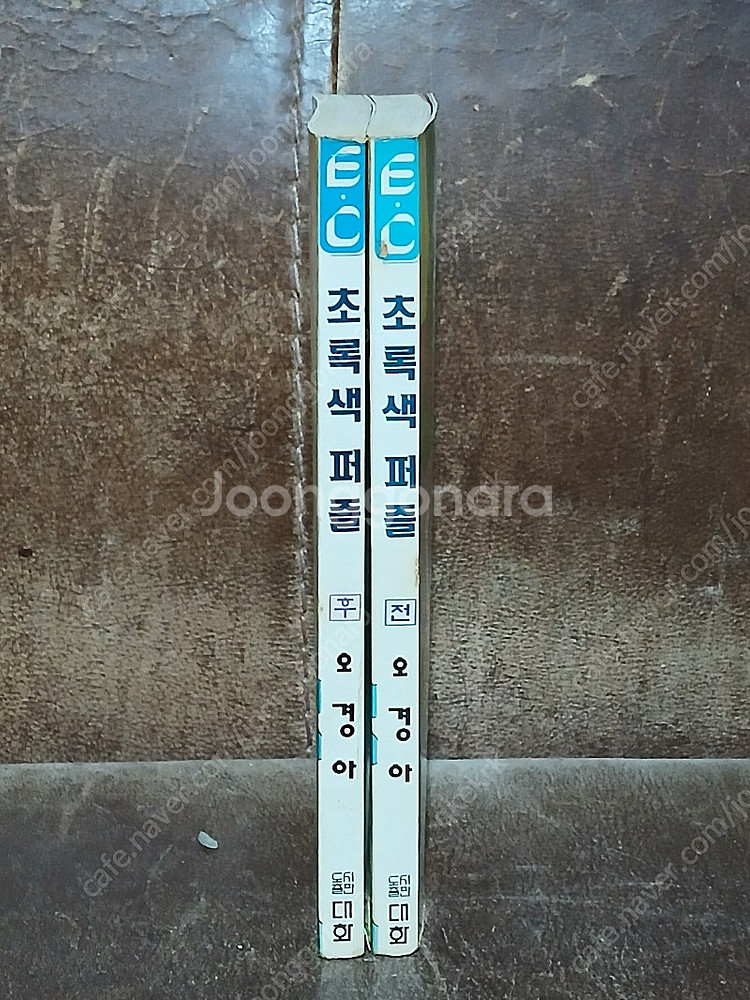 E.C
초록색 퍼즐
후
오경아
도서출판
대화
E.C
초록색 퍼즐
전
오경아
도서출판
대화
Joonggonara
cafe.naver.com/joonggonara